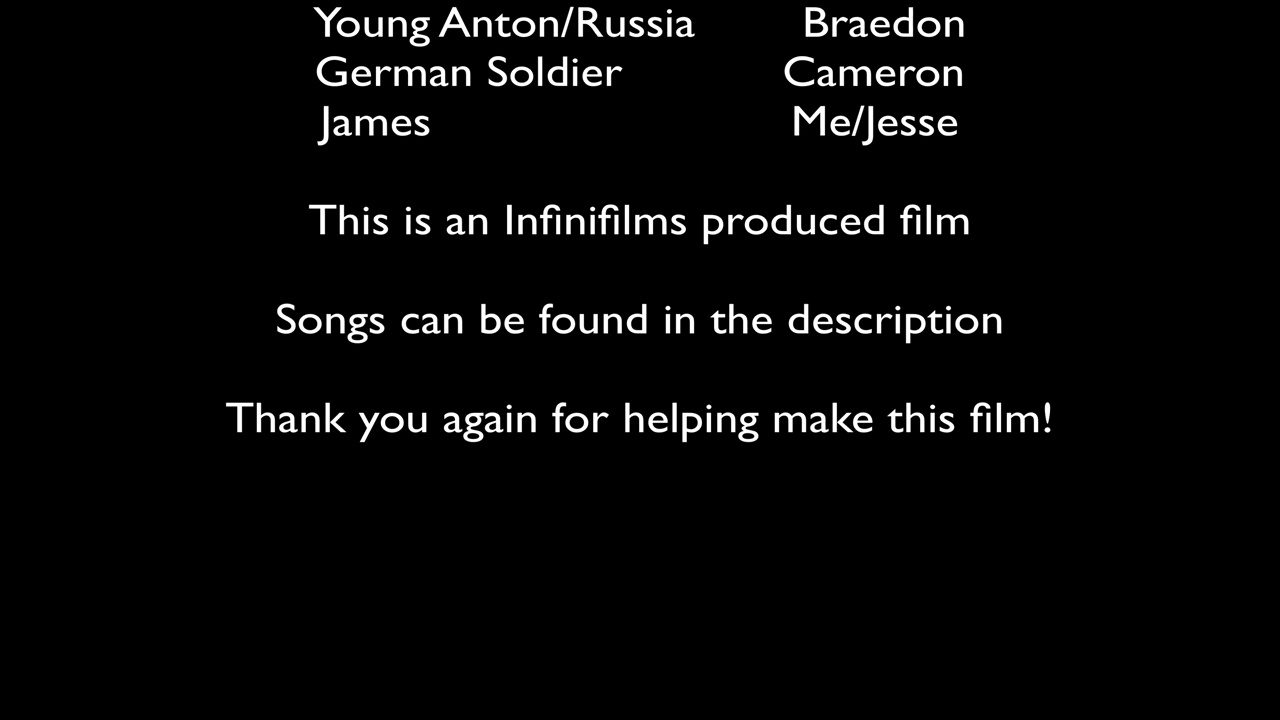 Young Anton/Russia Braedon
German Soldier Cameron
James Me/Jesse
This is an Infinifilms produced film
Songs can be found in the description
Thank you again for helping make this film!